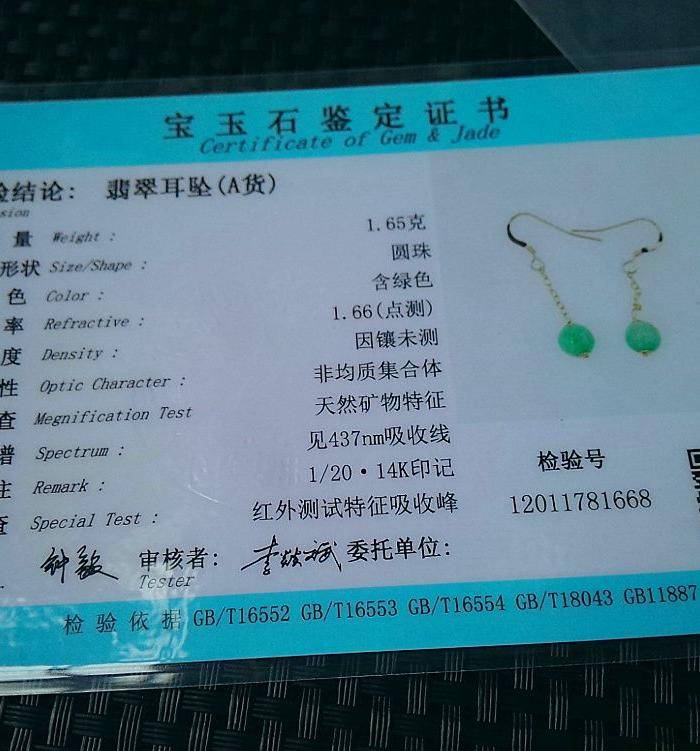 宝玉石鉴定证书
Certificate of Gem & Jade
验结论: 翡翠耳坠(A货)
sion
量 Weight : 1.65克
形状 Size/Shape : 圆珠
色 Color : 含绿色
率 Refractive : 1.66(点测)
度 Density : 因镶未测
性 Optic Character : 非均质集合体
查 Megnification Test 天然矿物特征
谱 Spectrum : 见437nm吸收线
注 Remark : 1/20·14K印记
查 Special Test : 红外测试特征吸收峰
检验号
12011781668
审核者: 委托单位:
Tester
检验依据 GB/T16552 GB/T16553 GB/T16554 GB/T18043 GB11887